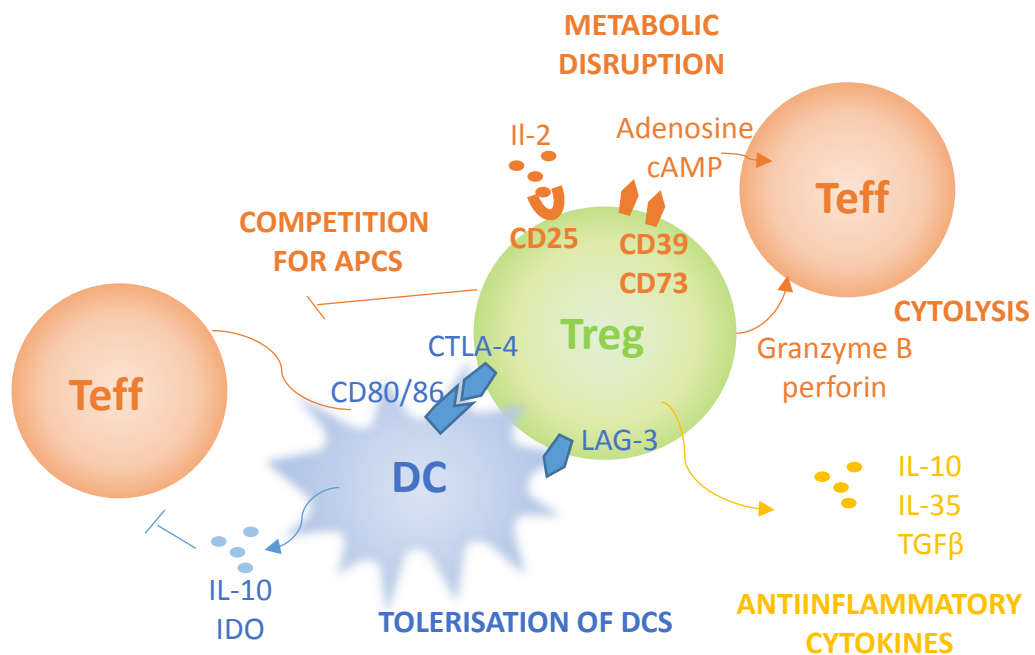 METABOLIC
DISRUPTION
Il-2
Adenosine
cAMP
Teff
COMPETITION
FOR APCS
CD25
CD39
CD73
Treg
CYTOLYSIS
Granzyme B
perforin
CTLA-4
CD80/86
Teff
LAG-3
DC
IL-10
IL-35
TGFβ
IL-10
IDO
TOLERISATION OF DCS
ANTIINFLAMMATORY
CYTOKINES